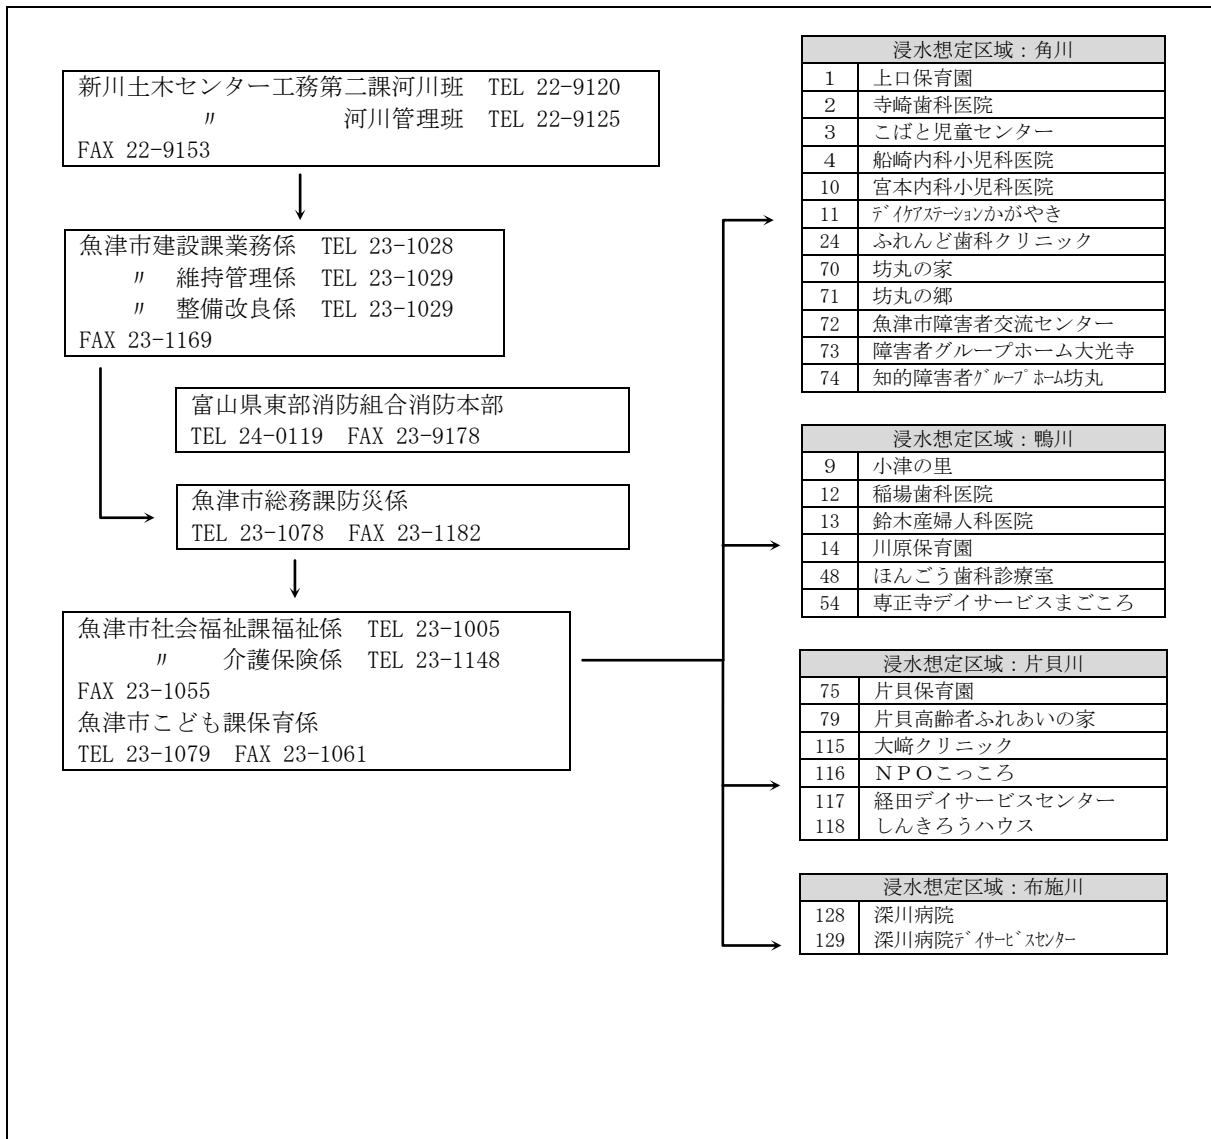 新川土木センター工務第二課河川班 TEL 22-9120
〃 河川管理班 TEL 22-9125
FAX 22-9153
魚津市建設課業務係 TEL 23-1028
〃 維持管理係 TEL 23-1029
〃 整備改良係 TEL 23-1029
FAX 23-1169
富山県東部消防組合消防本部
TEL 24-0119 FAX 23-9178
魚津市総務課防災係
TEL 23-1078 FAX 23-1182
魚津市社会福祉課福祉係 TEL 23-1005
〃 介護保険係 TEL 23-1148
FAX 23-1055
魚津市こども課保育係
TEL 23-1079 FAX 23-1061
浸水想定区域:角川
1 上口保育園
2 寺崎歯科医院
3 こばと児童センター
4 船崎内科小児科医院
10 宮本内科小児科医院
11 ﾃﾞｲｹｱｽﾃｰｼｮﾝかがやき
24 ふれんど歯科クリニック
70 坊丸の家
71 坊丸の郷
72 魚津市障害者交流センター
73 障害者グループホーム大光寺
74 知的障害者ｸﾞﾙｰﾌﾟﾎｰﾑ坊丸
浸水想定区域:鴨川
9 小津の里
12 稲場歯科医院
13 鈴木産婦人科医院
14 川原保育園
48 ほんごう歯科診療室
54 専正寺デイサービスまごころ
浸水想定区域:片貝川
75 片貝保育園
79 片貝高齢者ふれあいの家
115 大﨑クリニック
116 ＮＰＯこっころ
117 経田デイサービスセンター
118 しんきろうハウス
浸水想定区域:布施川
128 深川病院
129 深川病院ﾃﾞｲｻｰﾋﾞｽｾﾝﾀｰ